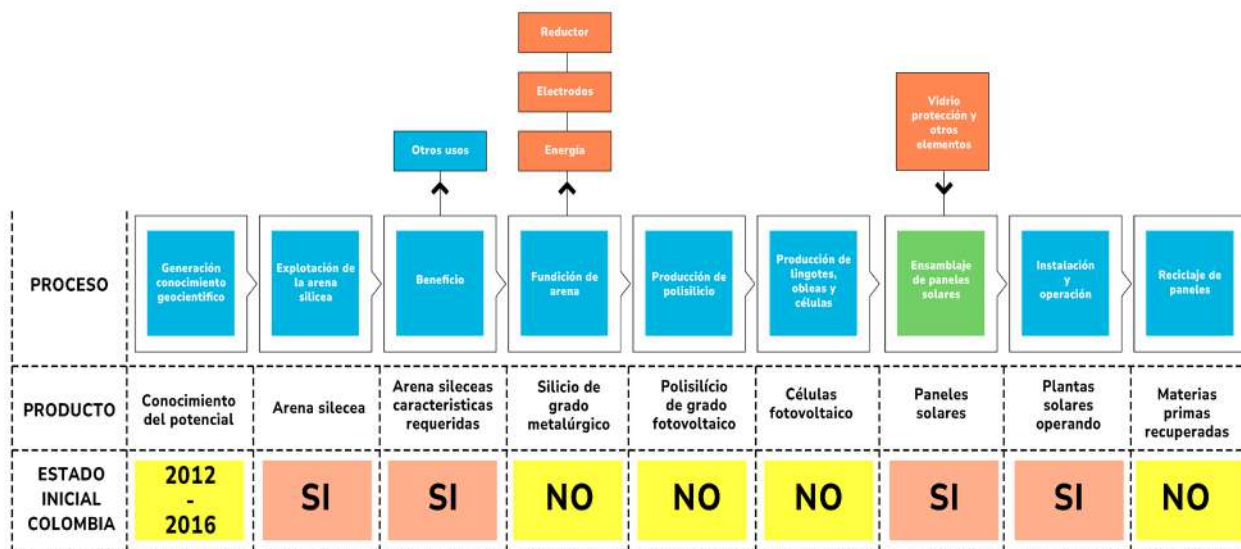 Reductor
Electrodos
Energía
Otros usos
Vidrio
protección y
otros
elementos
PROCESO
Generación
conocimiento
geocientifico
Explotación de
la arena
silicea
Beneficio
Fundición de
arena
Producción de
polisilicio
Producción de
lingotes,
obleas y
células
Ensamblaje
de paneles
solares
Instalación
y
operación
Reciclaje de
paneles
PRODUCTO
Conocimiento
del potencial
Arena silecea
Arena sileceas
caracteristicas
requeridas
Silicio de
grado
metalúrgico
Polisilício
de grado
fotovoltaico
Células
fotovoltaico
Paneles
solares
Plantas
solares
operando
Materias
primas
recuperadas
ESTADO
INICIAL
COLOMBIA
2012
-
2016
SI
SI
NO
NO
NO
SI
SI
NO